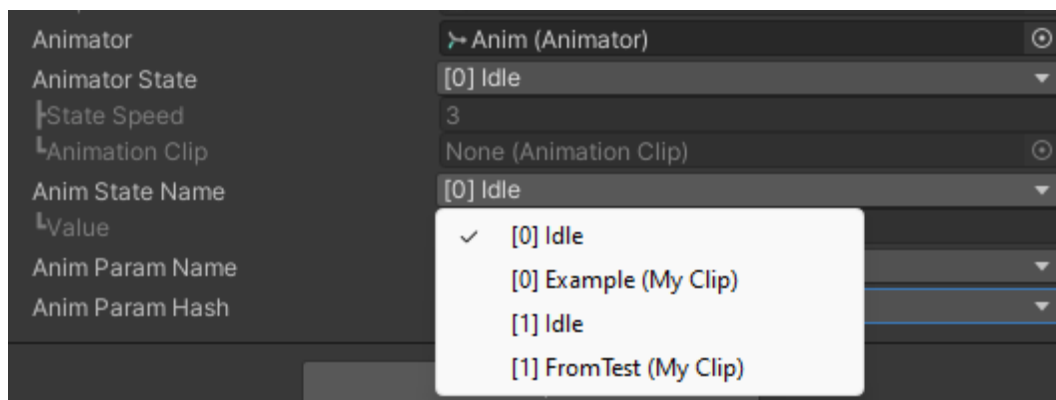 Animator Anim (Animator)
Animator State [0] Idle
State Speed 3
Animation Clip None (Animation Clip)
Anim State Name [0] Idle
Value
[0] Idle
[0] Example (My Clip)
Anim Param Name
Anim Param Hash
[1] Idle
[1] FromTest (My Clip)